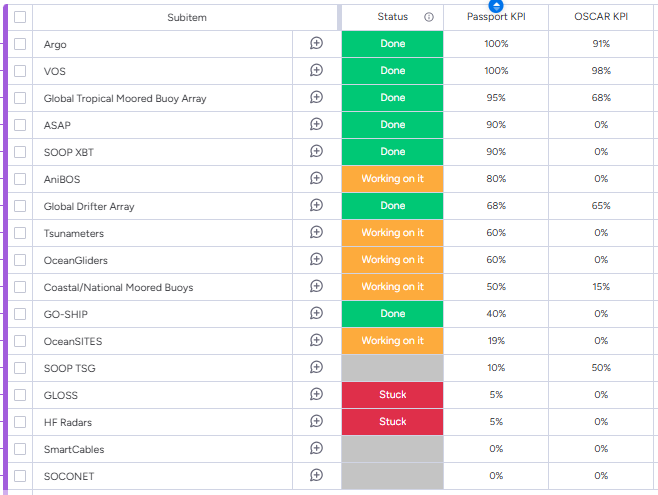 Subitem Status Passport KPI OSCAR KPI
Argo Done 100% 91%
VOS Done 100% 98%
Global Tropical Moored Buoy Array Done 95% 68%
ASAP Done 90% 0%
SOOP XBT Done 90% 0%
AniBOS Working on it 80% 0%
Global Drifter Array Done 68% 65%
Tsunameters Working on it 60% 0%
OceanGliders Working on it 60% 0%
Coastal/National Moored Buoys Working on it 50% 15%
GO-SHIP Done 40% 0%
OceanSITES Working on it 19% 0%
SOOP TSG 10% 50%
GLOSS Stuck 5% 0%
HF Radars Stuck 5% 0%
SmartCables 0% 0%
SOCONET 0% 0%